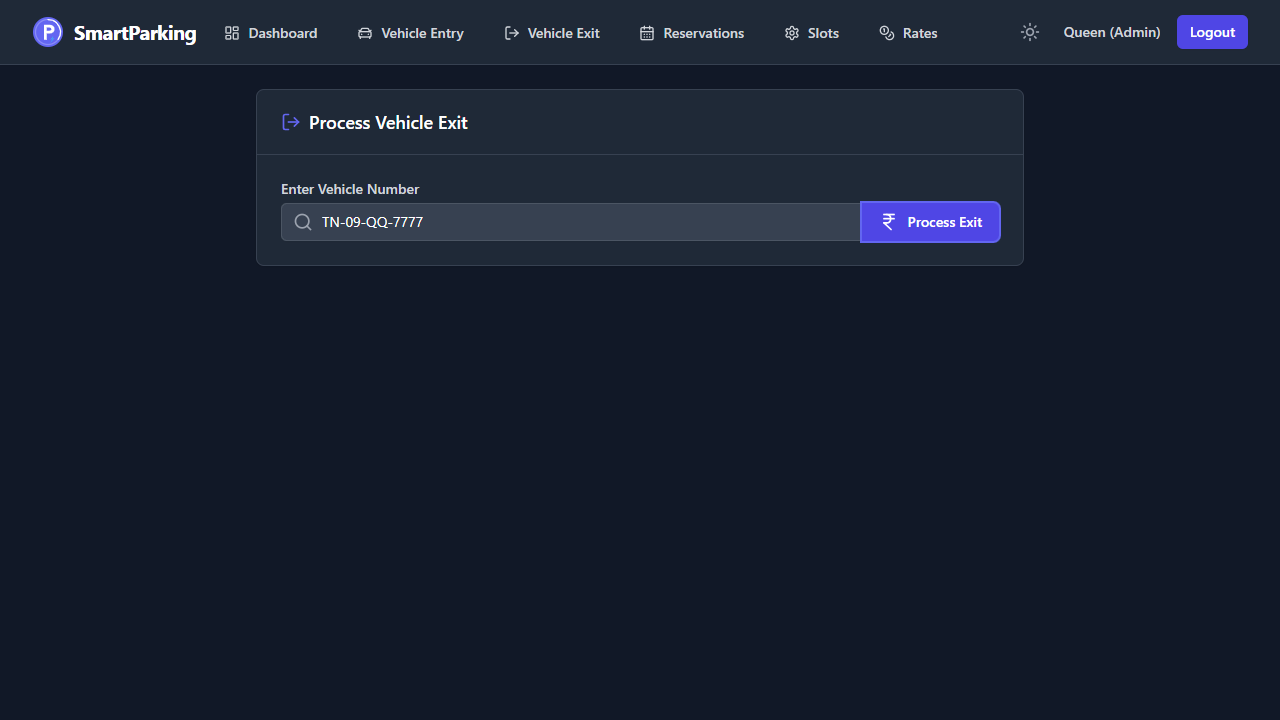 SmartParking
Dashboard
Vehicle Entry
Vehicle Exit
Reservations
Slots
Rates
Queen (Admin)
Logout
Process Vehicle Exit
Enter Vehicle Number
TN-09-QQ-7777
₹ Process Exit